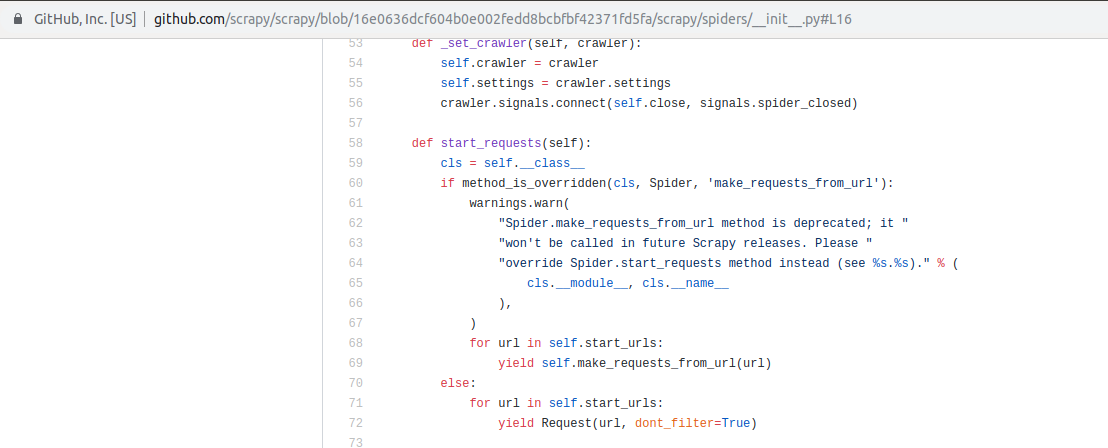 GitHub, Inc. [US] | github.com/scrapy/scrapy/blob/16e0636dcf604b0e002fedd8bcbfbf42371fd5fa/scrapy/spiders/__init__.py#L16
53 def _set_crawler(self, crawler):
54 self.crawler = crawler
55 self.settings = crawler.settings
56 crawler.signals.connect(self.close, signals.spider_closed)
57
58 def start_requests(self):
59 cls = self.__class__
60 if method_is_overridden(cls, Spider, 'make_requests_from_url'):
61 warnings.warn(
62 "Spider.make_requests_from_url method is deprecated; it "
63 "won't be called in future Scrapy releases. Please "
64 "override Spider.start_requests method instead (see %s.%s)." % (
65 cls.__module__, cls.__name__
66 ),
67 )
68 for url in self.start_urls:
69 yield self.make_requests_from_url(url)
70 else:
71 for url in self.start_urls:
72 yield Request(url, dont_filter=True)
73